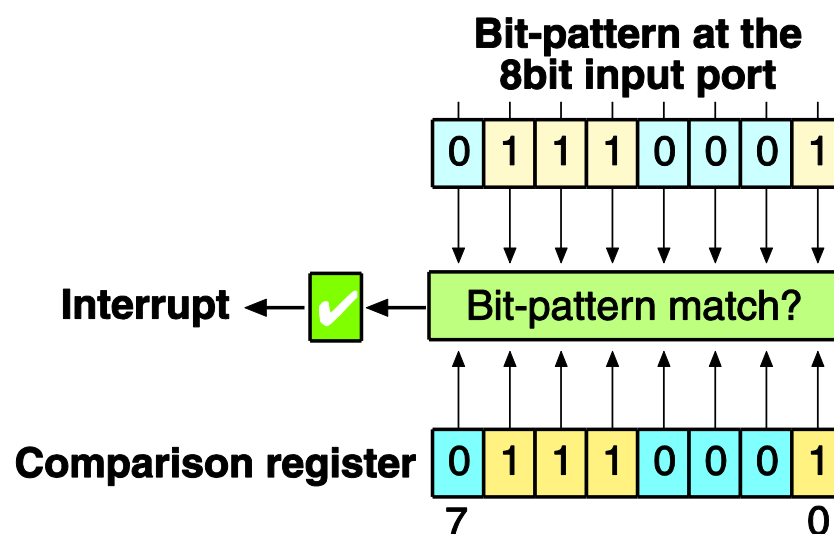 Bit-pattern at the
8bit input port
0 1 1 1 0 0 0 1
Interrupt ✔ Bit-pattern match?
Comparison register 0 1 1 1 0 0 0 1
7 0